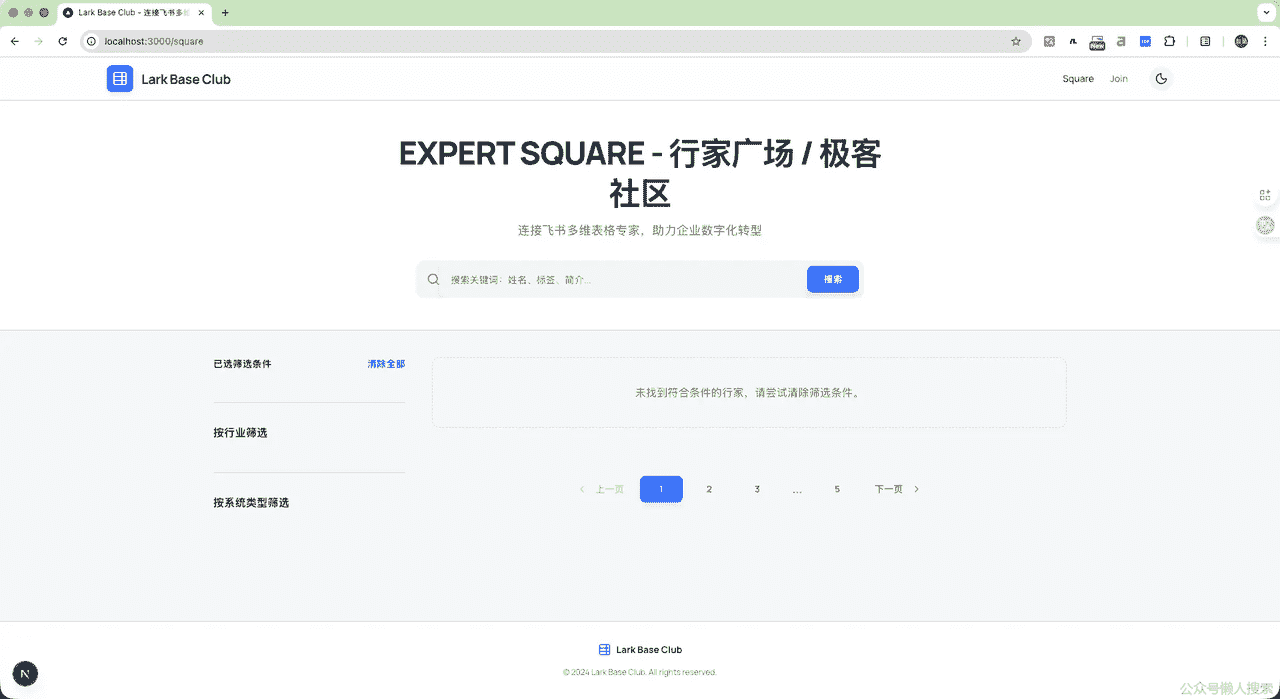 Lark Base Club - 连接飞书多维
localhost:3000/square
Lark Base Club
Square
Join
EXPERT SQUARE - 行家广场 / 极客
社区
连接飞书多维表格专家，助力企业数字化转型
搜索关键词：姓名、标签、简介...
搜索
已选筛选条件
清除全部
未找到符合条件的行家，请尝试清除筛选条件。
按行业筛选
上一页
1
2
3
...
5
下一页
按系统类型筛选
Lark Base Club
© 2024 Lark Base Club. All rights reserved.
N
公众号懒人搜索